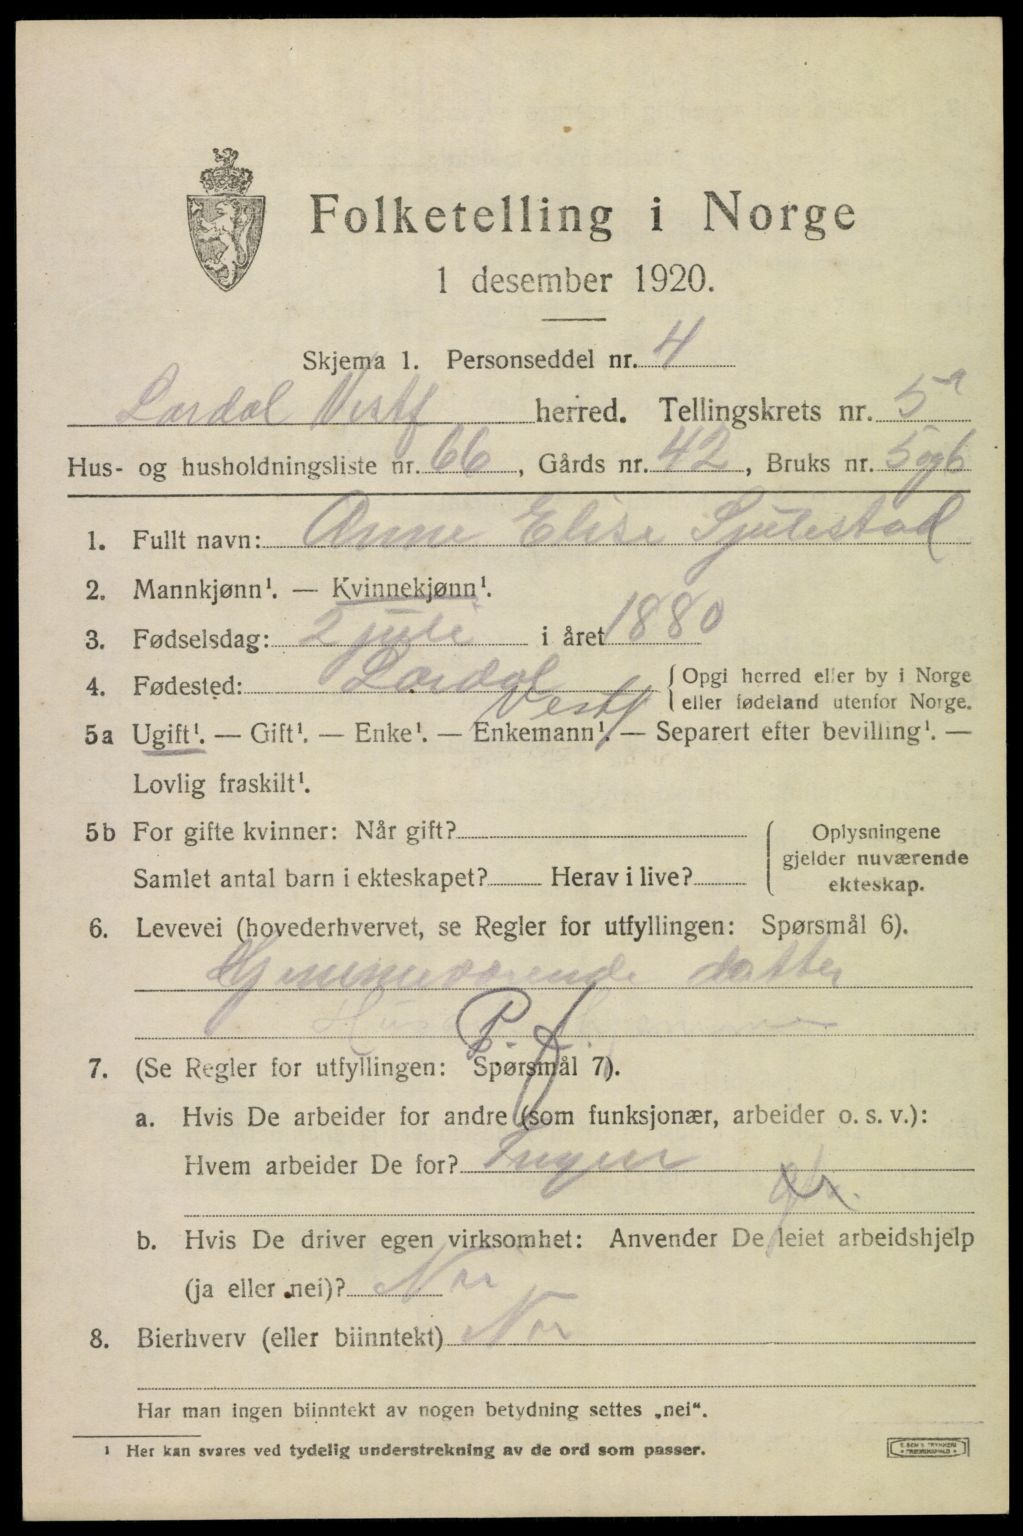 Folketelling i Norge
1 desember 1920.
Skjema 1. Personseddel nr. 4
Lardal Vestf herred. Tellingskrets nr. 5a
Hus- og husholdningsliste nr. 66, Gårds nr. 42, Bruks nr. 5 og 6
1. Fullt navn: Anne Elise Sjulestad
2. Mannkjønn¹. — Kvinnekjønn¹.
3. Fødselsdag: 2 juli i året 1880
4. Fødested: Lardal Vestf { Opgi herred eller by i Norge
eller fødeland utenfor Norge.
5a Ugift¹. — Gift¹. — Enke¹. — Enkemann¹. — Separert efter bevilling¹. —
Lovlig fraskilt¹.
5b For gifte kvinner: Når gift?
Samlet antal barn i ekteskapet? Herav i live?
{ Oplysningene
gjelder nuværende
ekteskap.
6. Levevei (hovederhvervet, se Regler for utfyllingen: Spørsmål 6).
Hjemmeværende datter
P.
7. (Se Regler for utfyllingen: Spørsmål 7).
a. Hvis De arbeider for andre (som funksjonær, arbeider o. s. v.):
Hvem arbeider De for? Ingen
b. Hvis De driver egen virksomhet: Anvender De leiet arbeidshjelp
(ja eller nei)? Nei
8. Bierhverv (eller biinntekt) Nei
Har man ingen biinntekt av nogen betydning settes „nei“.
¹ Her kan svares ved tydelig understrekning av de ord som passer.